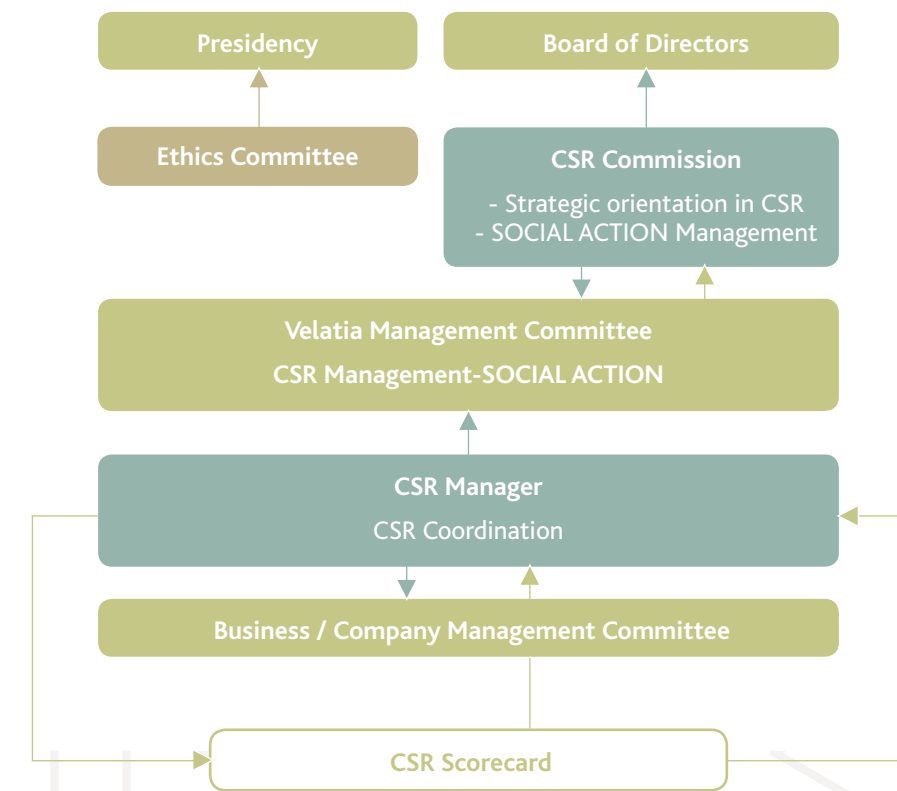 Presidency
Board of Directors
Ethics Committee
CSR Commission
- Strategic orientation in CSR
- SOCIAL ACTION Management
Velatia Management Committee
CSR Management-SOCIAL ACTION
CSR Manager
CSR Coordination
Business / Company Management Committee
CSR Scorecard